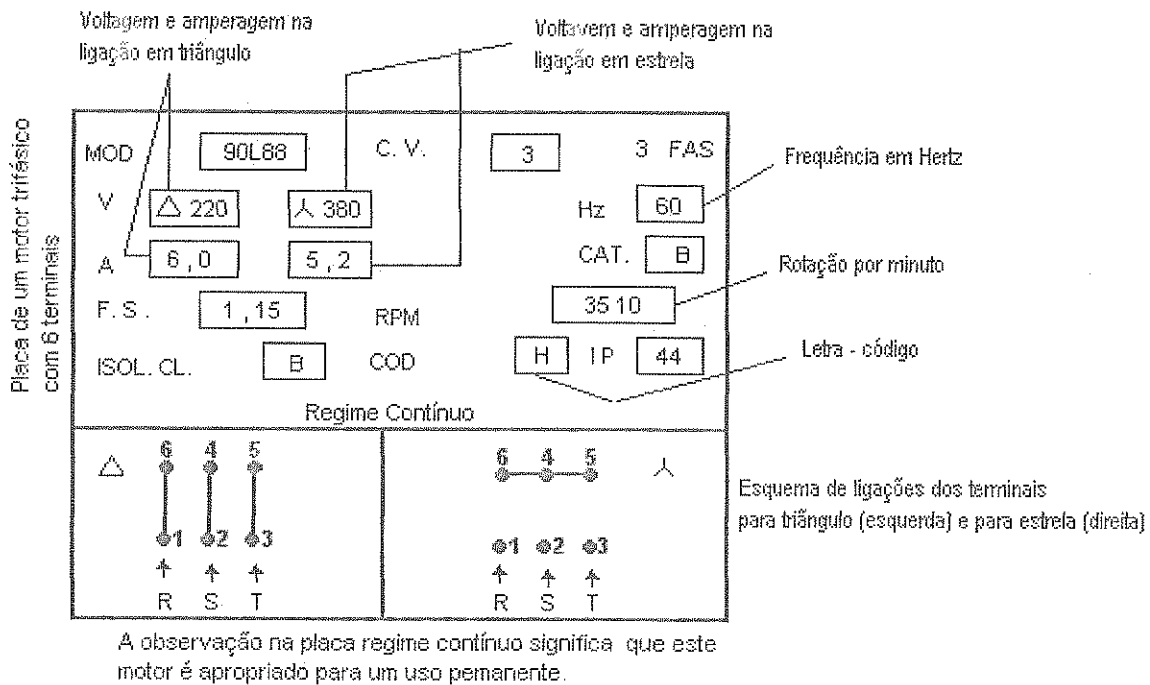 Voltagem e amperagem na
ligação em triângulo
Voltavem e amperagem na
ligação em estrela
Placa de um motor trifásico
com 6 terminais
MOD 90L88 C. V. 3 3 FAS
V △ 220 人 380 Hz 60
A 6,0 5,2 CAT. B
F. S. 1,15 RPM 3510
ISOL. CL. B COD H IP 44
Regime Contínuo
Frequência em Hertz
Rotação por minuto
Letra - código
6 4 5
1 2 3
R S T
6 4 5
1 2 3
R S T
Esquema de ligações dos terminais
para triângulo (esquerda) e para estrela (direita)
A observação na placa regime contínuo significa que este
motor é apropriado para um uso pemanente.